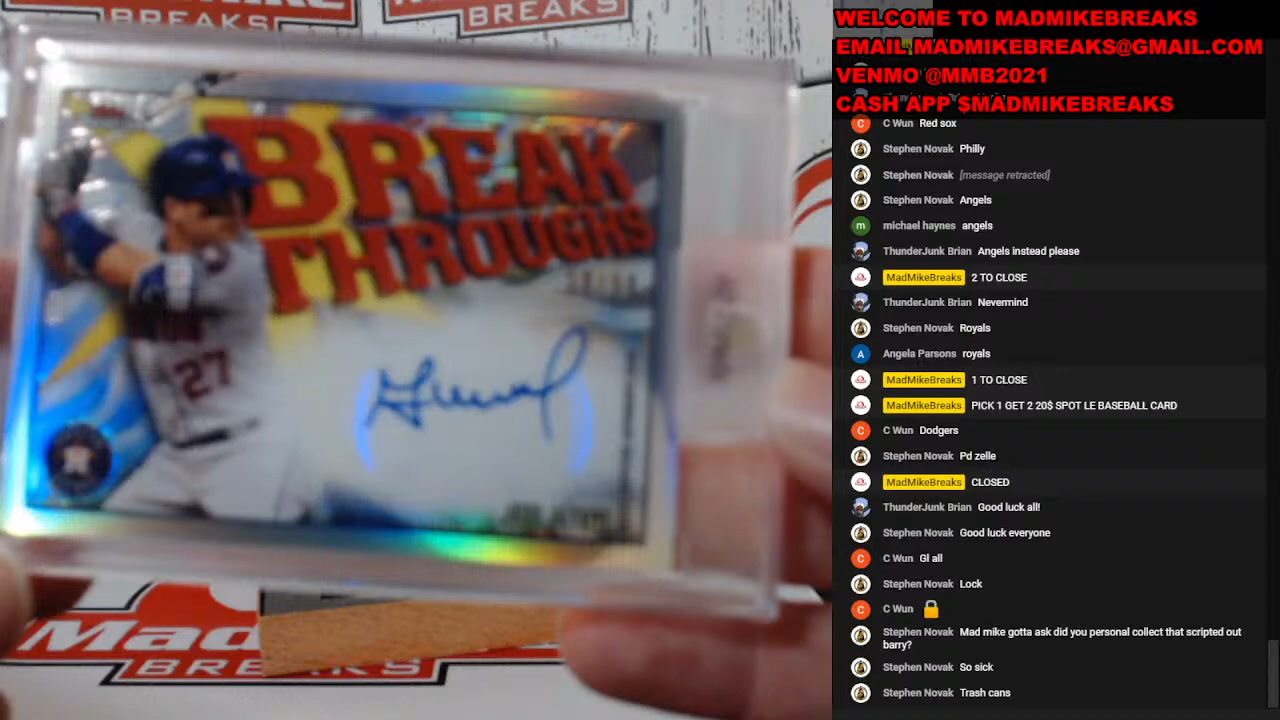 BREAKS
BREAKS
BREAK
THROUGHS
27
Mad
BREAKS
WELCOME TO MADMIKEBREAKS
EMAIL,MADMIKEBREAKS@GMAIL.COM
VENMO @MMB2021
CASH APP $MADMIKEBREAKS
C Wun Red sox
Stephen Novak Philly
Stephen Novak [message retracted]
Stephen Novak Angels
m michael haynes angels
ThunderJunk Brian Angels instead please
MadMikeBreaks 2 TO CLOSE
ThunderJunk Brian Nevermind
Stephen Novak Royals
A Angela Parsons royals
MadMikeBreaks 1 TO CLOSE
MadMikeBreaks PICK 1 GET 2 20$ SPOT LE BASEBALL CARD
C Wun Dodgers
Stephen Novak Pd zelle
MadMikeBreaks CLOSED
ThunderJunk Brian Good luck all!
Stephen Novak Good luck everyone
C Wun Gl all
Stephen Novak Lock
C Wun 🔒
Stephen Novak Mad mike gotta ask did you personal collect that scripted out
barry?
Stephen Novak So sick
Stephen Novak Trash cans